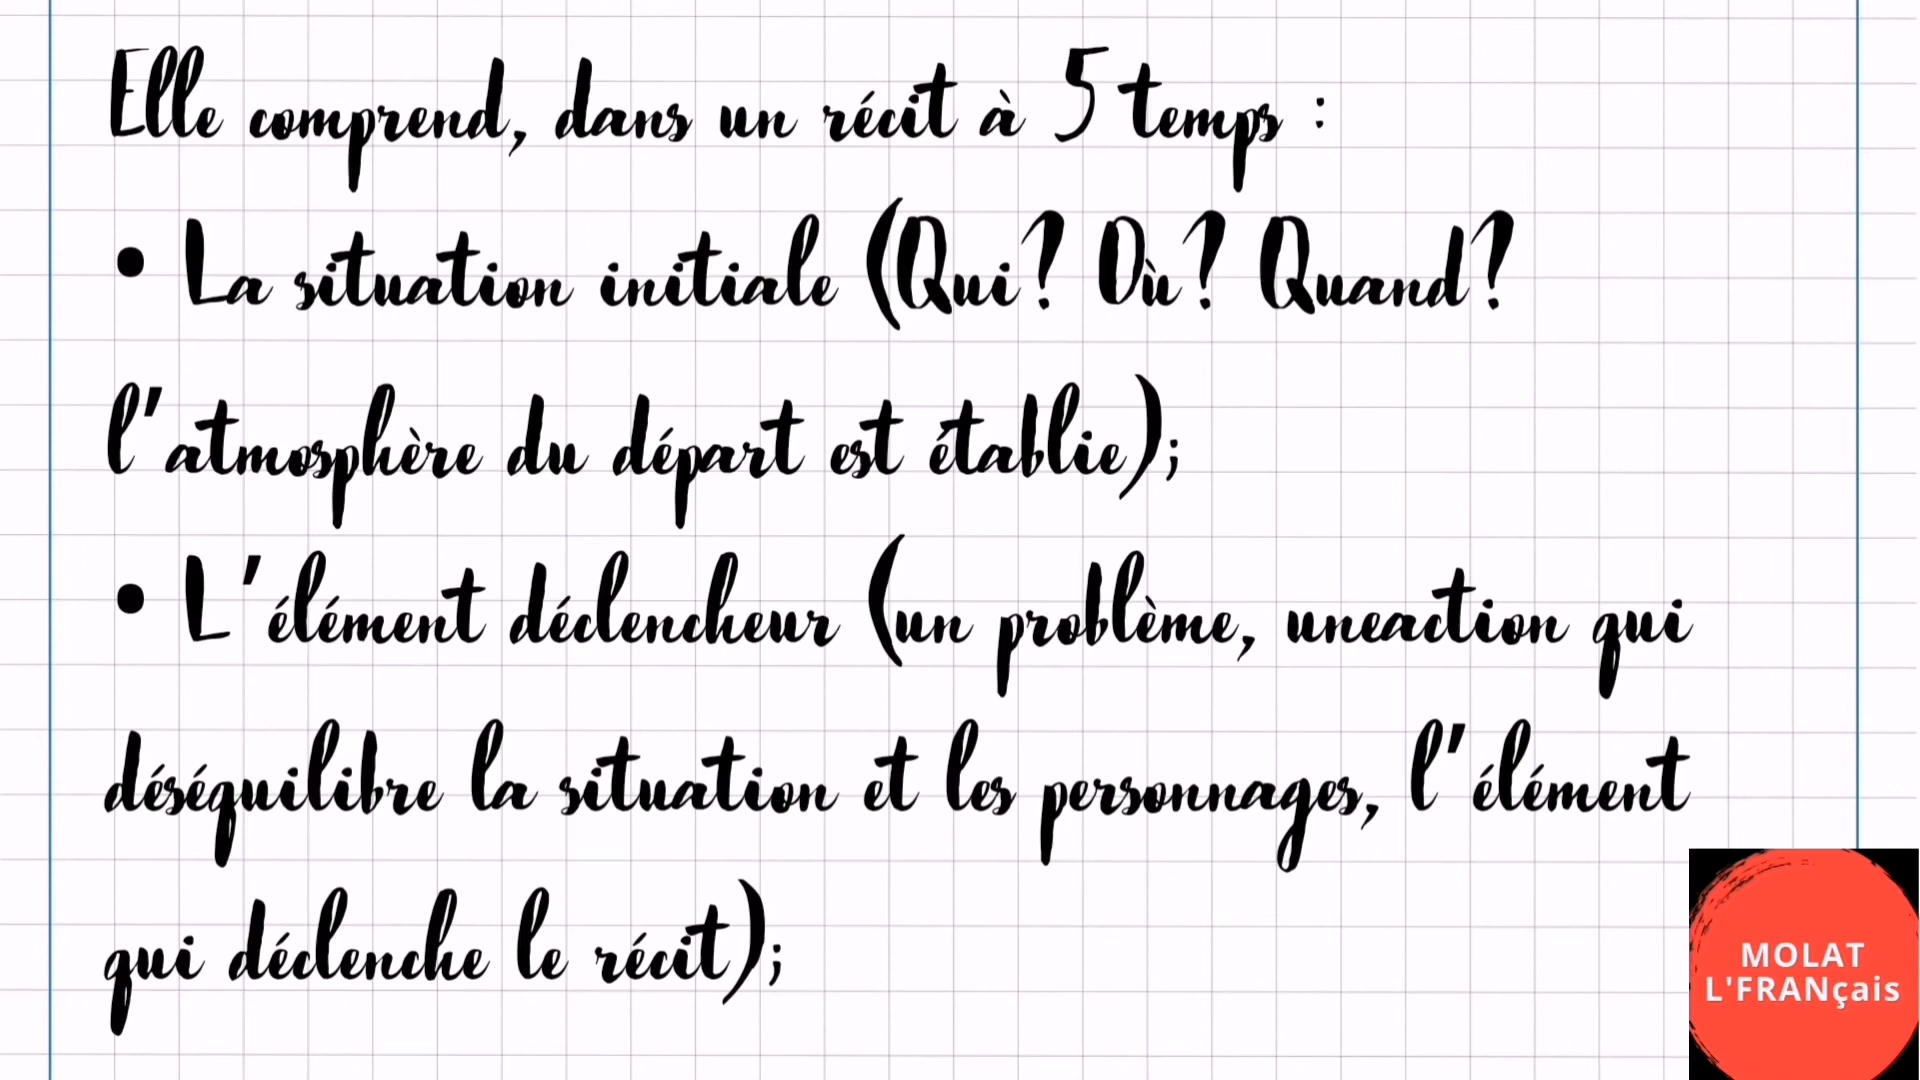 Elle comprend, dans un récit à 5 temps :
• La situation initiale (Qui? Où? Quand?
l'atmosphère du départ est établie);
• L'élément déclencheur (un problème, uneaction qui
déséquilibre la situation et les personnages, l'élément
qui déclenche le récit);
MOLAT
L'FRANçais